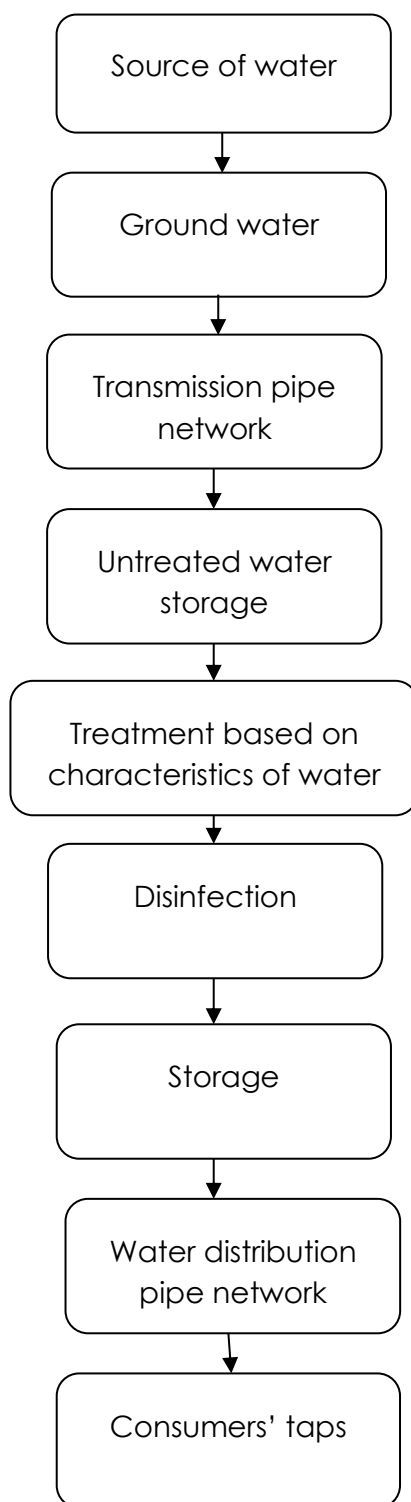 Source of water
Ground water
Transmission pipe
network
Untreated water
storage
Treatment based on
characteristics of water
Disinfection
Storage
Water distribution
pipe network
Consumers’ taps